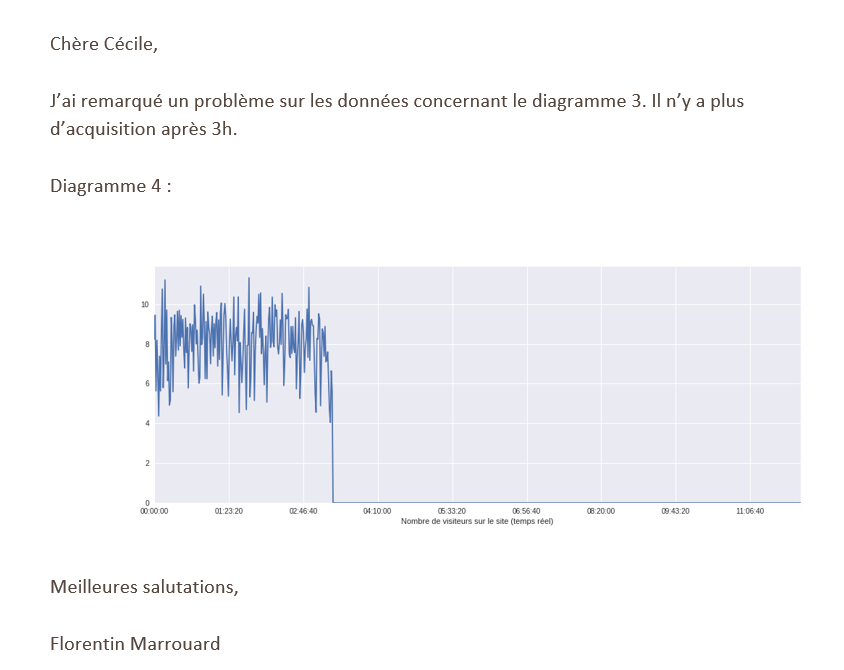 Chère Cécile,
J’ai remarqué un problème sur les données concernant le diagramme 3. Il n’y a plus
d’acquisition après 3h.
Diagramme 4 :
10
8
6
4
2
0
00:00:00 01:23:20 02:46:40 04:10:00 05:33:20 06:56:40 08:20:00 09:43:20 11:06:40
Nombre de visiteurs sur le site (temps réel)
Meilleures salutations,
Florentin Marrouard